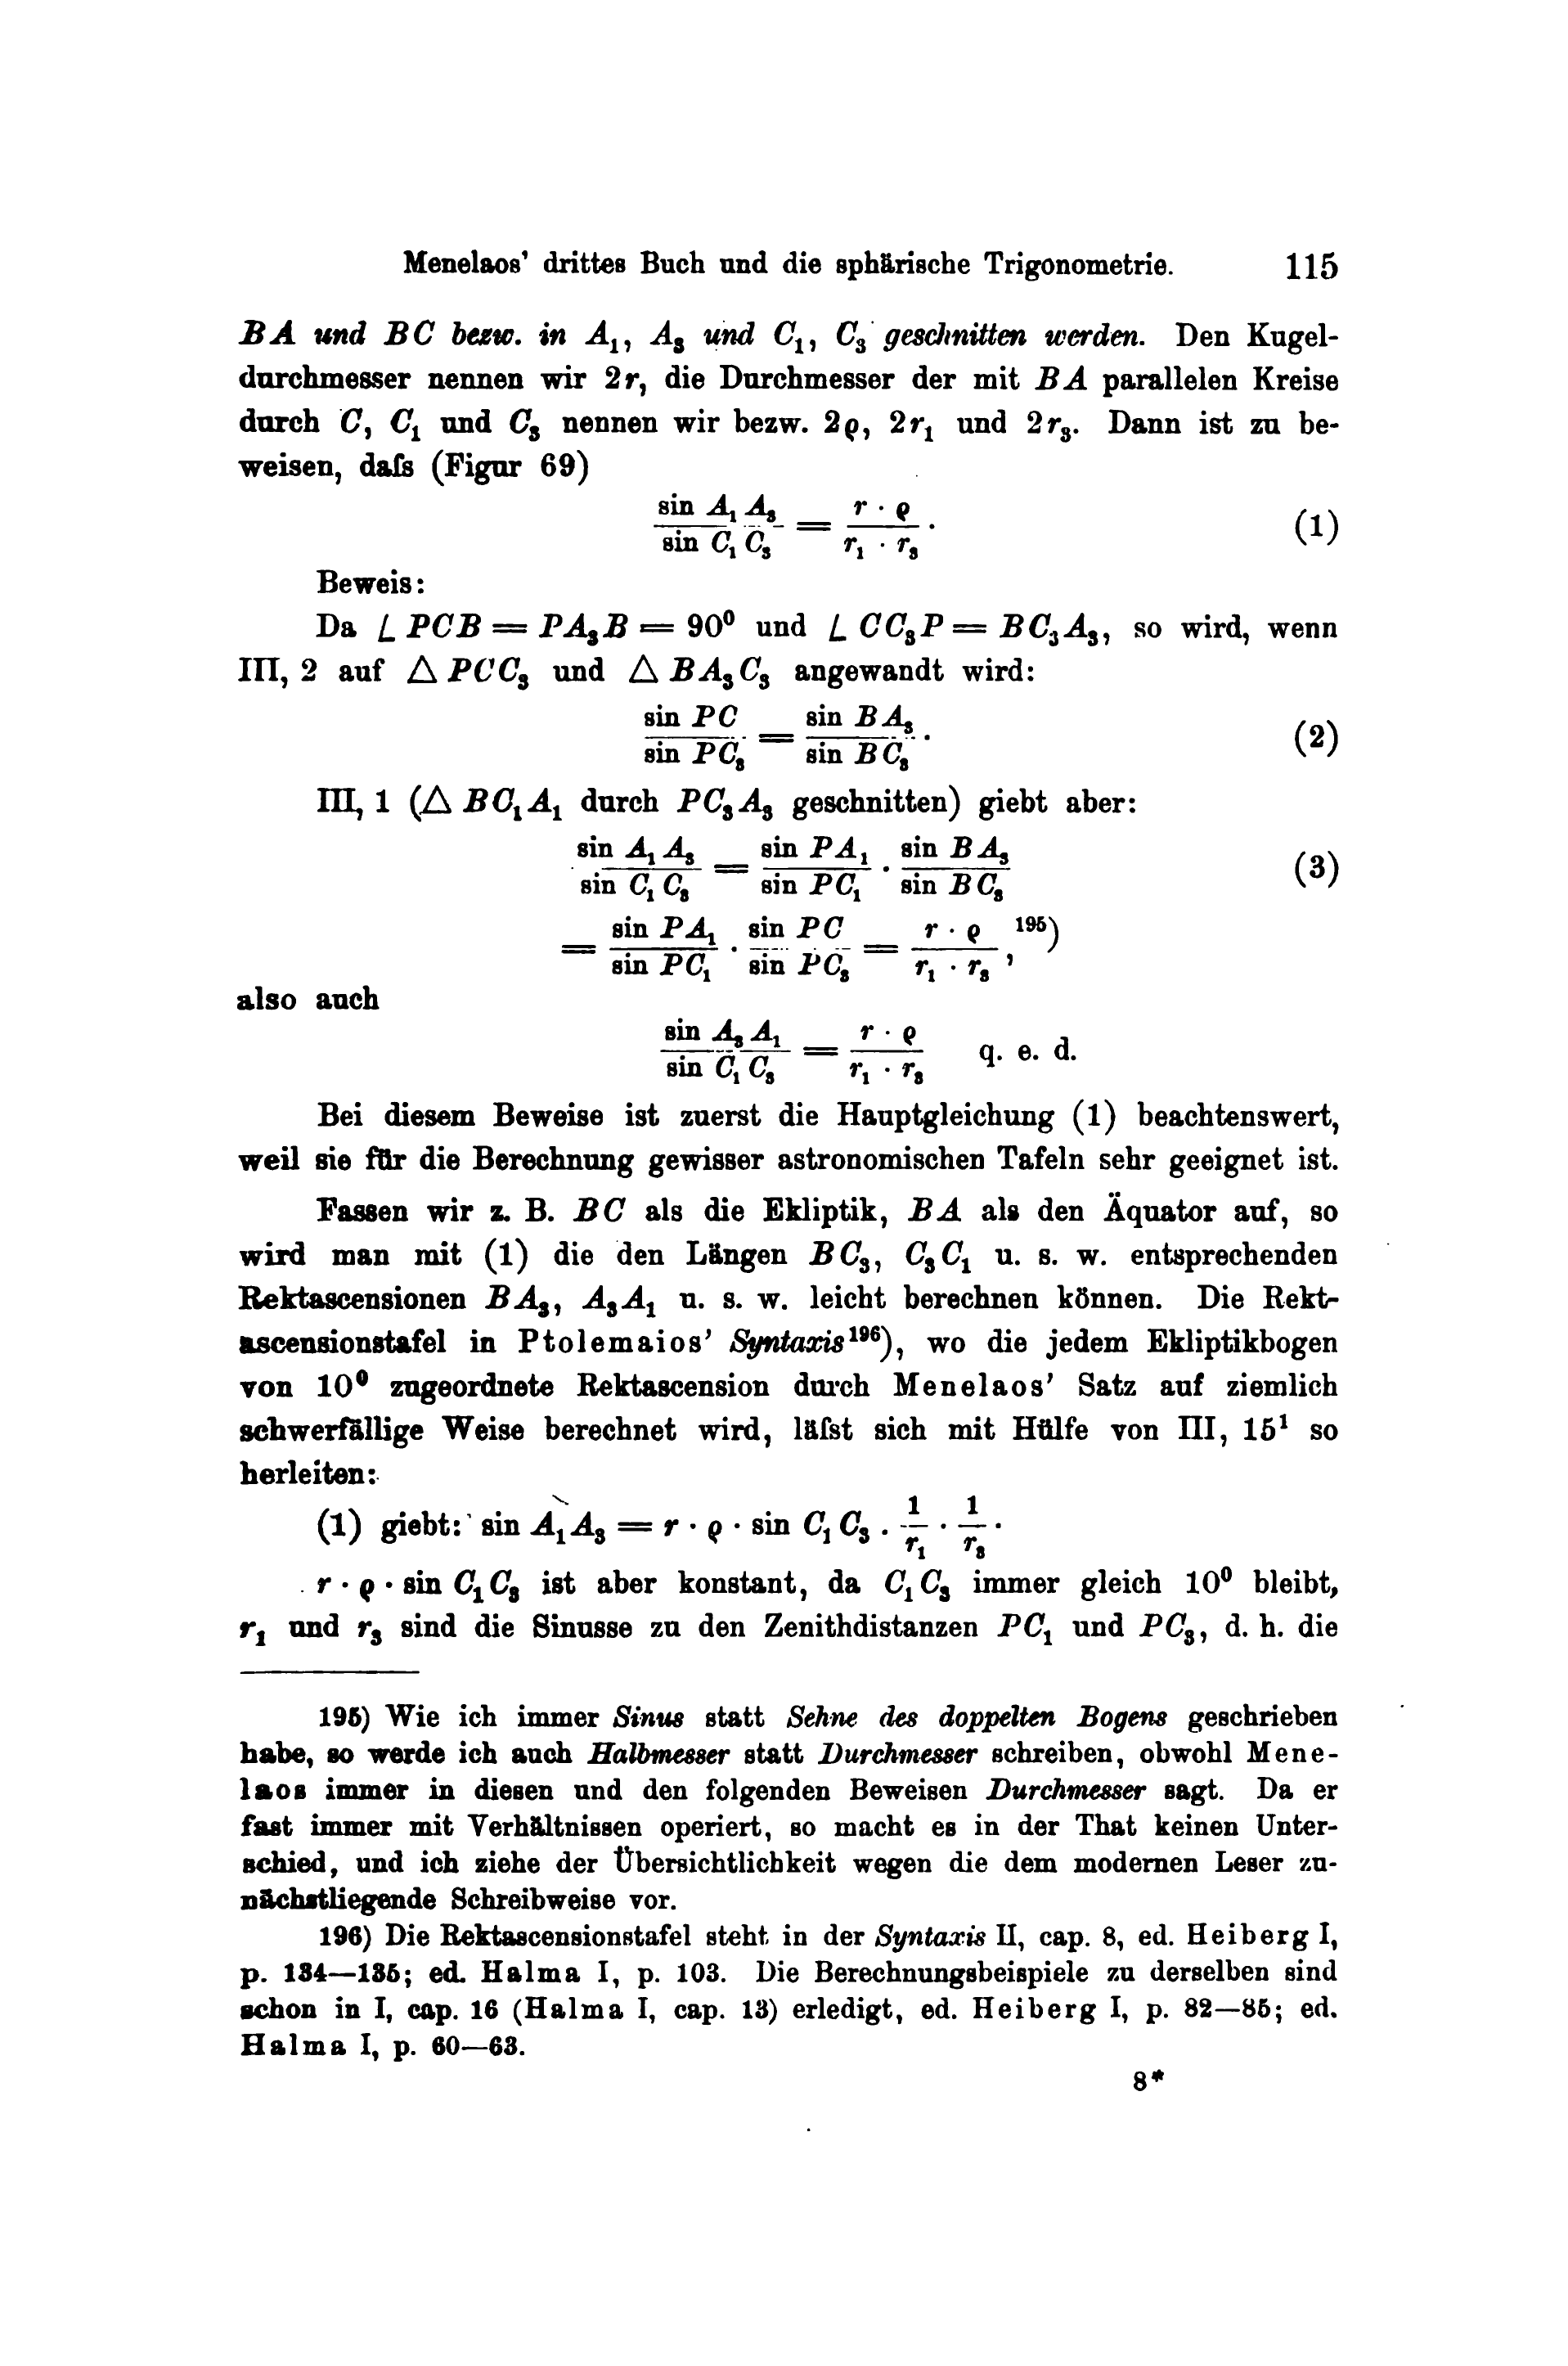 Menelaos' drittes Buch und die sphärische Trigonometrie. 115
BA und BC bezw. in A₁, A₃ und C₁, C₃ geschnitten werden. Den Kugel-
durchmesser nennen wir 2r, die Durchmesser der mit BA parallelen Kreise
durch C, C₁ und C₃ nennen wir bezw. 2ϱ, 2r₁ und 2r₃. Dann ist zu be-
weisen, daſs (Figur 69)
sin A₁A₃ / sin C₁C₃ = r · ϱ / r₁ · r₃ . (1)
Beweis:
Da ∠ PCB = PA₃B = 90⁰ und ∠ CC₃P = BC₃A₃, so wird, wenn
III, 2 auf △ PCC₃ und △ BA₃C₃ angewandt wird:
sin PC / sin PC₃ = sin BA₃ / sin BC₃ . (2)
III, 1 (△ BC₁A₁ durch PC₃A₃ geschnitten) giebt aber:
sin A₁A₃ / sin C₁C₃ = sin PA₁ / sin PC₁ · sin BA₃ / sin BC₃ (3)
= sin PA₁ / sin PC₁ · sin PC / sin PC₃ = r · ϱ / r₁ · r₃ , ¹⁹⁵)
also auch
sin A₃A₁ / sin C₁C₃ = r · ϱ / r₁ · r₃ q. e. d.
Bei diesem Beweise ist zuerst die Hauptgleichung (1) beachtenswert,
weil sie für die Berechnung gewisser astronomischen Tafeln sehr geeignet ist.
Fassen wir z. B. BC als die Ekliptik, BA als den Äquator auf, so
wird man mit (1) die den Längen BC₃, C₃C₁ u. s. w. entsprechenden
Rektascensionen BA₃, A₃A₁ u. s. w. leicht berechnen können. Die Rekt-
ascensionstafel in Ptolemaios' Syntaxis¹⁹⁶), wo die jedem Ekliptikbogen
von 10⁰ zugeordnete Rektascension durch Menelaos' Satz auf ziemlich
schwerfällige Weise berechnet wird, läſst sich mit Hülfe von III, 15¹ so
herleiten:
(1) giebt: sin A₁A₃ = r · ϱ · sin C₁C₃ . 1/r₁ · 1/r₃ .
r · ϱ · sin C₁C₃ ist aber konstant, da C₁C₃ immer gleich 10⁰ bleibt,
r₁ und r₃ sind die Sinusse zu den Zenithdistanzen PC₁ und PC₃, d. h. die
195) Wie ich immer Sinus statt Sehne des doppelten Bogens geschrieben
habe, so werde ich auch Halbmesser statt Durchmesser schreiben, obwohl Mene-
laos immer in diesen und den folgenden Beweisen Durchmesser sagt. Da er
fast immer mit Verhältnissen operiert, so macht es in der That keinen Unter-
schied, und ich ziehe der Übersichtlichkeit wegen die dem modernen Leser zu-
nächstliegende Schreibweise vor.
196) Die Rektascensionstafel steht in der Syntaxis II, cap. 8, ed. Heiberg I,
p. 134—135; ed. Halma I, p. 103. Die Berechnungsbeispiele zu derselben sind
schon in I, cap. 16 (Halma I, cap. 13) erledigt, ed. Heiberg I, p. 82—85; ed.
Halma I, p. 60—63.
8*